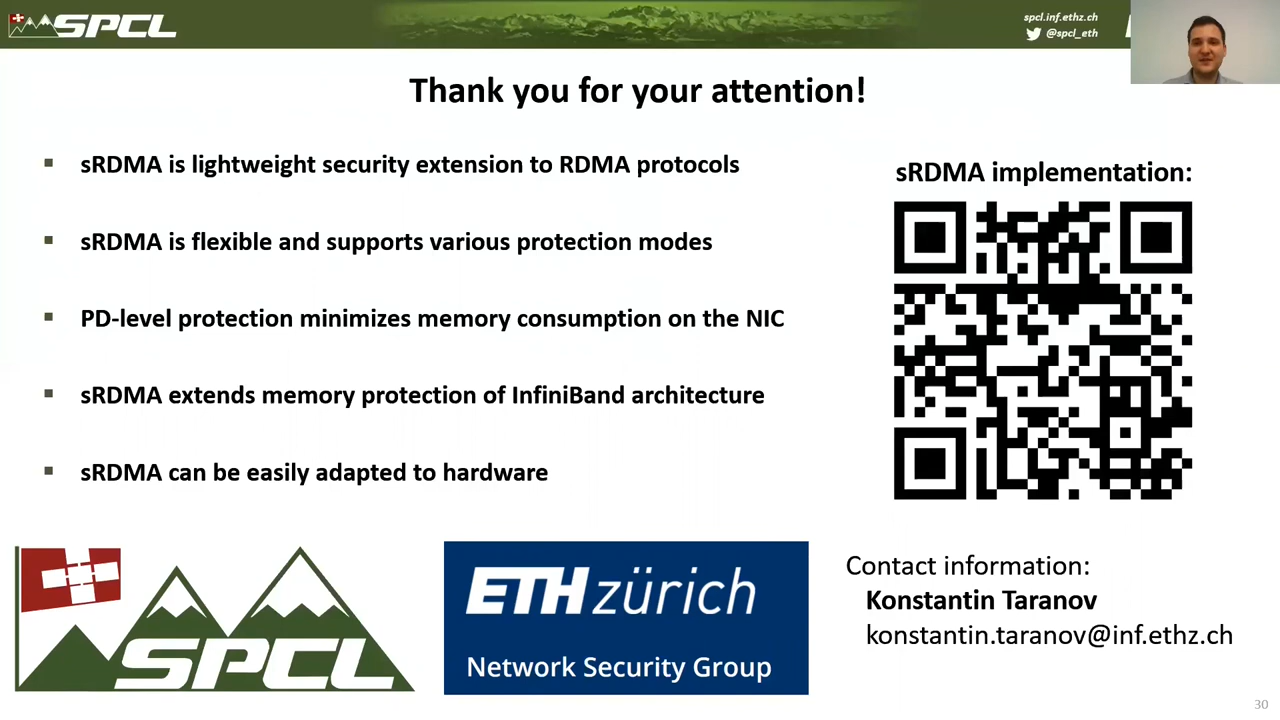 SPCL
spcl.inf.ethz.ch
@spcl_eth
Thank you for your attention!
▪ sRDMA is lightweight security extension to RDMA protocols
▪ sRDMA is flexible and supports various protection modes
▪ PD-level protection minimizes memory consumption on the NIC
▪ sRDMA extends memory protection of InfiniBand architecture
▪ sRDMA can be easily adapted to hardware
sRDMA implementation:
SPCL
ETH zürich
Network Security Group
Contact information:
Konstantin Taranov
konstantin.taranov@inf.ethz.ch
30